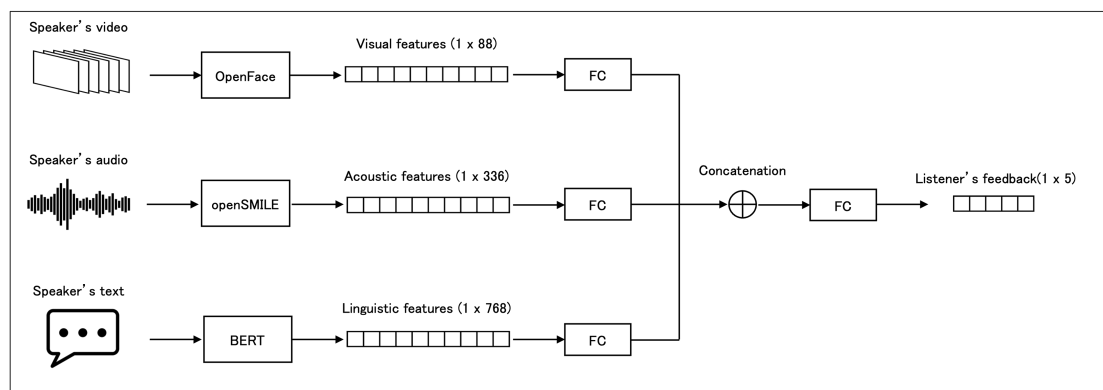 Speaker's video
OpenFace
Visual features (1 x 88)
FC
Speaker's audio
openSMILE
Acoustic features (1 x 336)
FC
Concatenation
FC
Listener's feedback(1 x 5)
Speaker's text
BERT
Linguistic features (1 x 768)
FC